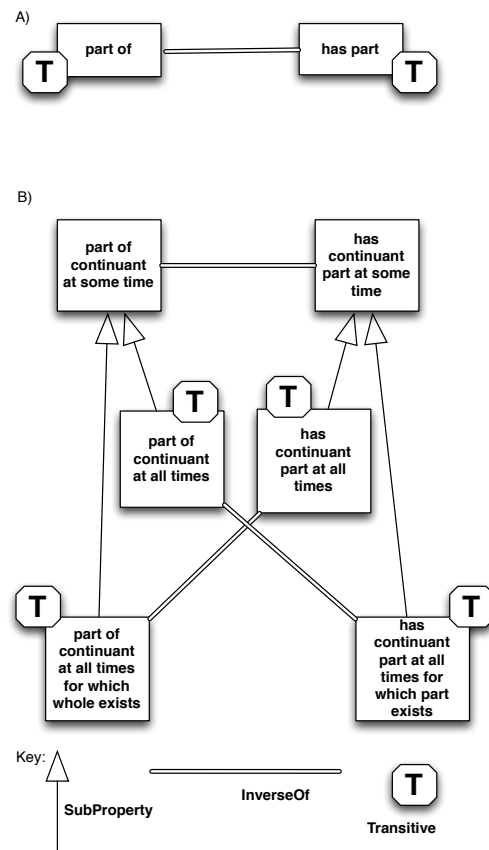 A)
part of
has part
T
T
B)
part of
continuant
at some time
has
continuant
part at some
time
T
T
part of
continuant
at all times
has
continuant
part at all
times
T
T
part of
continuant
at all times
for which
whole exists
has
continuant
part at all
times for
which part
exists
Key:
SubProperty
InverseOf
T
Transitive